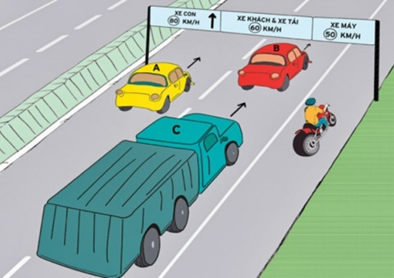 XE CON
80 KM/H
XE KHÁCH & XE TẢI
60 KM/H
XE MÁY
50 KM/H
A
B
C